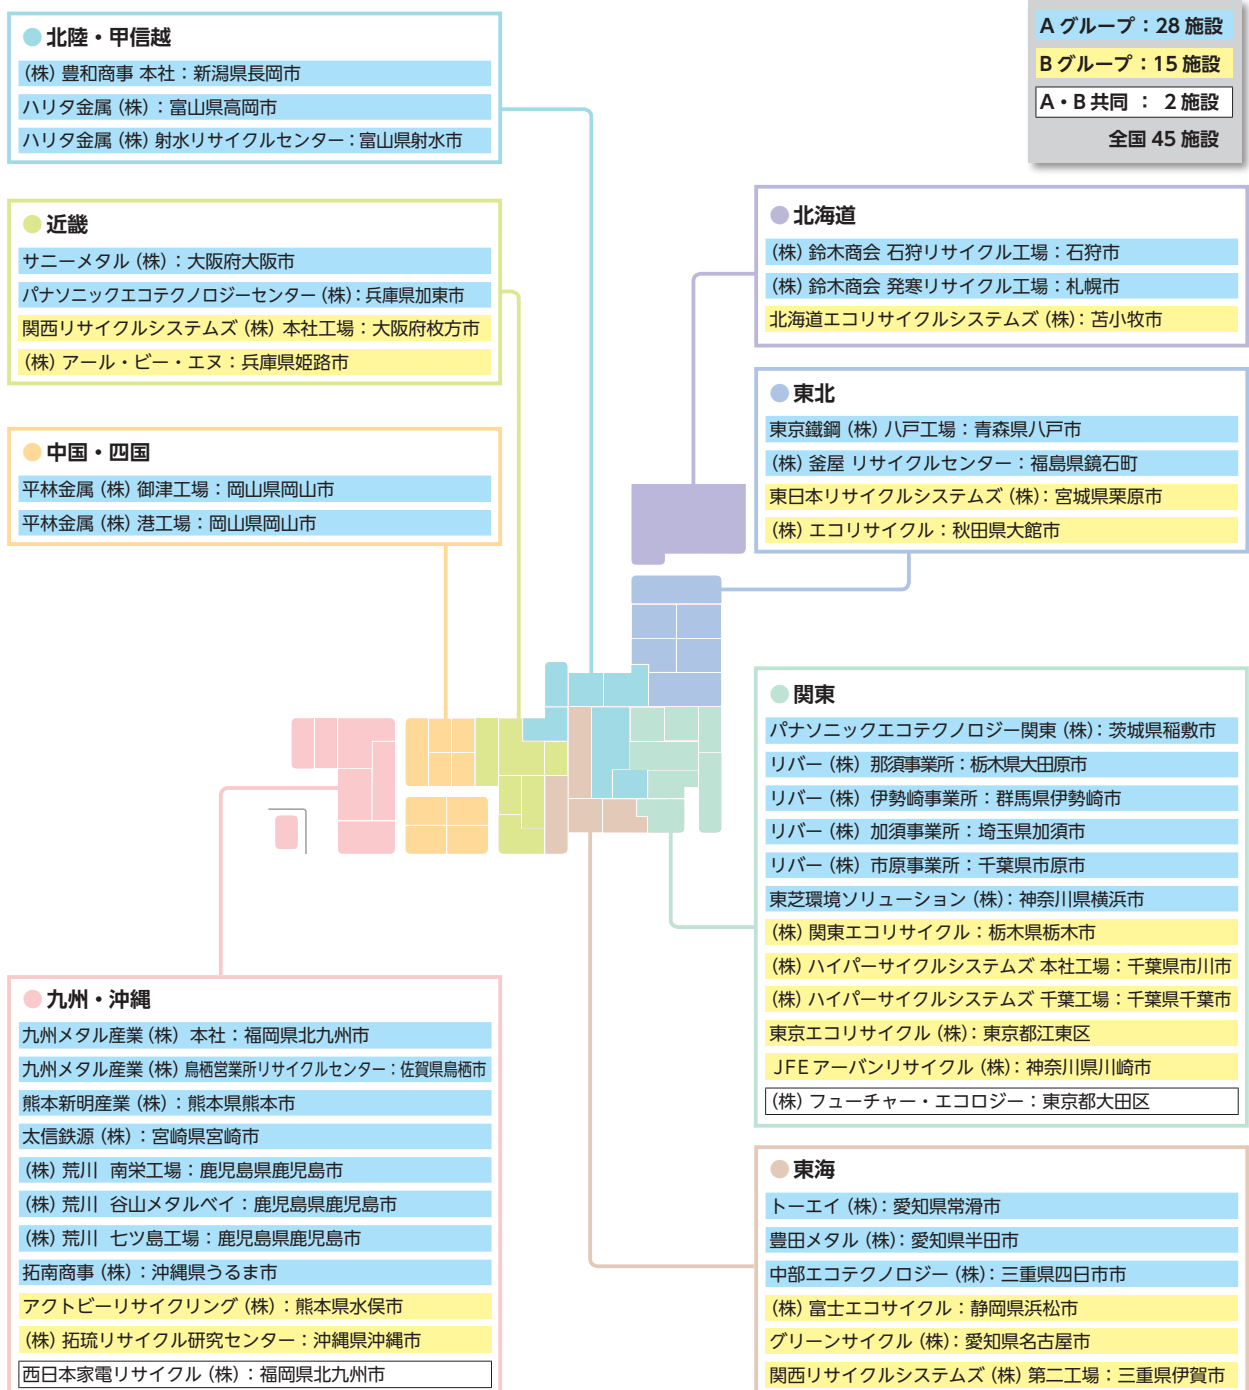 北陸・甲信越
(株) 豊和商事 本社：新潟県長岡市
ハリタ金属 (株)：富山県高岡市
ハリタ金属 (株) 射水リサイクルセンター：富山県射水市
近畿
サニーメタル (株)：大阪府大阪市
パナソニックエコテクノロジーセンター (株)：兵庫県加東市
関西リサイクルシステムズ (株) 本社工場：大阪府枚方市
(株) アール・ビー・エヌ：兵庫県姫路市
中国・四国
平林金属 (株) 御津工場：岡山県岡山市
平林金属 (株) 港工場：岡山県岡山市
九州・沖縄
九州メタル産業 (株) 本社：福岡県北九州市
九州メタル産業 (株) 鳥栖営業所リサイクルセンター：佐賀県鳥栖市
熊本新明産業 (株)：熊本県熊本市
太信鉄源 (株)：宮崎県宮崎市
(株) 荒川 南栄工場：鹿児島県鹿児島市
(株) 荒川 谷山メタルベイ：鹿児島県鹿児島市
(株) 荒川 七ツ島工場：鹿児島県鹿児島市
拓南商事 (株)：沖縄県うるま市
アクトビーリサイクリング (株)：熊本県水俣市
(株) 拓琉リサイクル研究センター：沖縄県沖縄市
西日本家電リサイクル (株)：福岡県北九州市
A グループ：28 施設
B グループ：15 施設
A・B 共同 ： 2 施設
全国 45 施設
北海道
(株) 鈴木商会 石狩リサイクル工場：石狩市
(株) 鈴木商会 発寒リサイクル工場：札幌市
北海道エコリサイクルシステムズ (株)：苫小牧市
東北
東京鐵鋼 (株) 八戸工場：青森県八戸市
(株) 釜屋 リサイクルセンター：福島県鏡石町
東日本リサイクルシステムズ (株)：宮城県栗原市
(株) エコリサイクル：秋田県大館市
関東
パナソニックエコテクノロジー関東 (株)：茨城県稲敷市
リバー (株) 那須事業所：栃木県大田原市
リバー (株) 伊勢崎事業所：群馬県伊勢崎市
リバー (株) 加須事業所：埼玉県加須市
リバー (株) 市原事業所：千葉県市原市
東芝環境ソリューション (株)：神奈川県横浜市
(株) 関東エコリサイクル：栃木県栃木市
(株) ハイパーサイクルシステムズ 本社工場：千葉県市川市
(株) ハイパーサイクルシステムズ 千葉工場：千葉県千葉市
東京エコリサイクル (株)：東京都江東区
JFE アーバンリサイクル (株)：神奈川県川崎市
(株) フューチャー・エコロジー：東京都大田区
東海
トーエイ (株)：愛知県常滑市
豊田メタル (株)：愛知県半田市
中部エコテクノロジー (株)：三重県四日市市
(株) 富士エコサイクル：静岡県浜松市
グリーンサイクル (株)：愛知県名古屋市
関西リサイクルシステムズ (株) 第二工場：三重県伊賀市